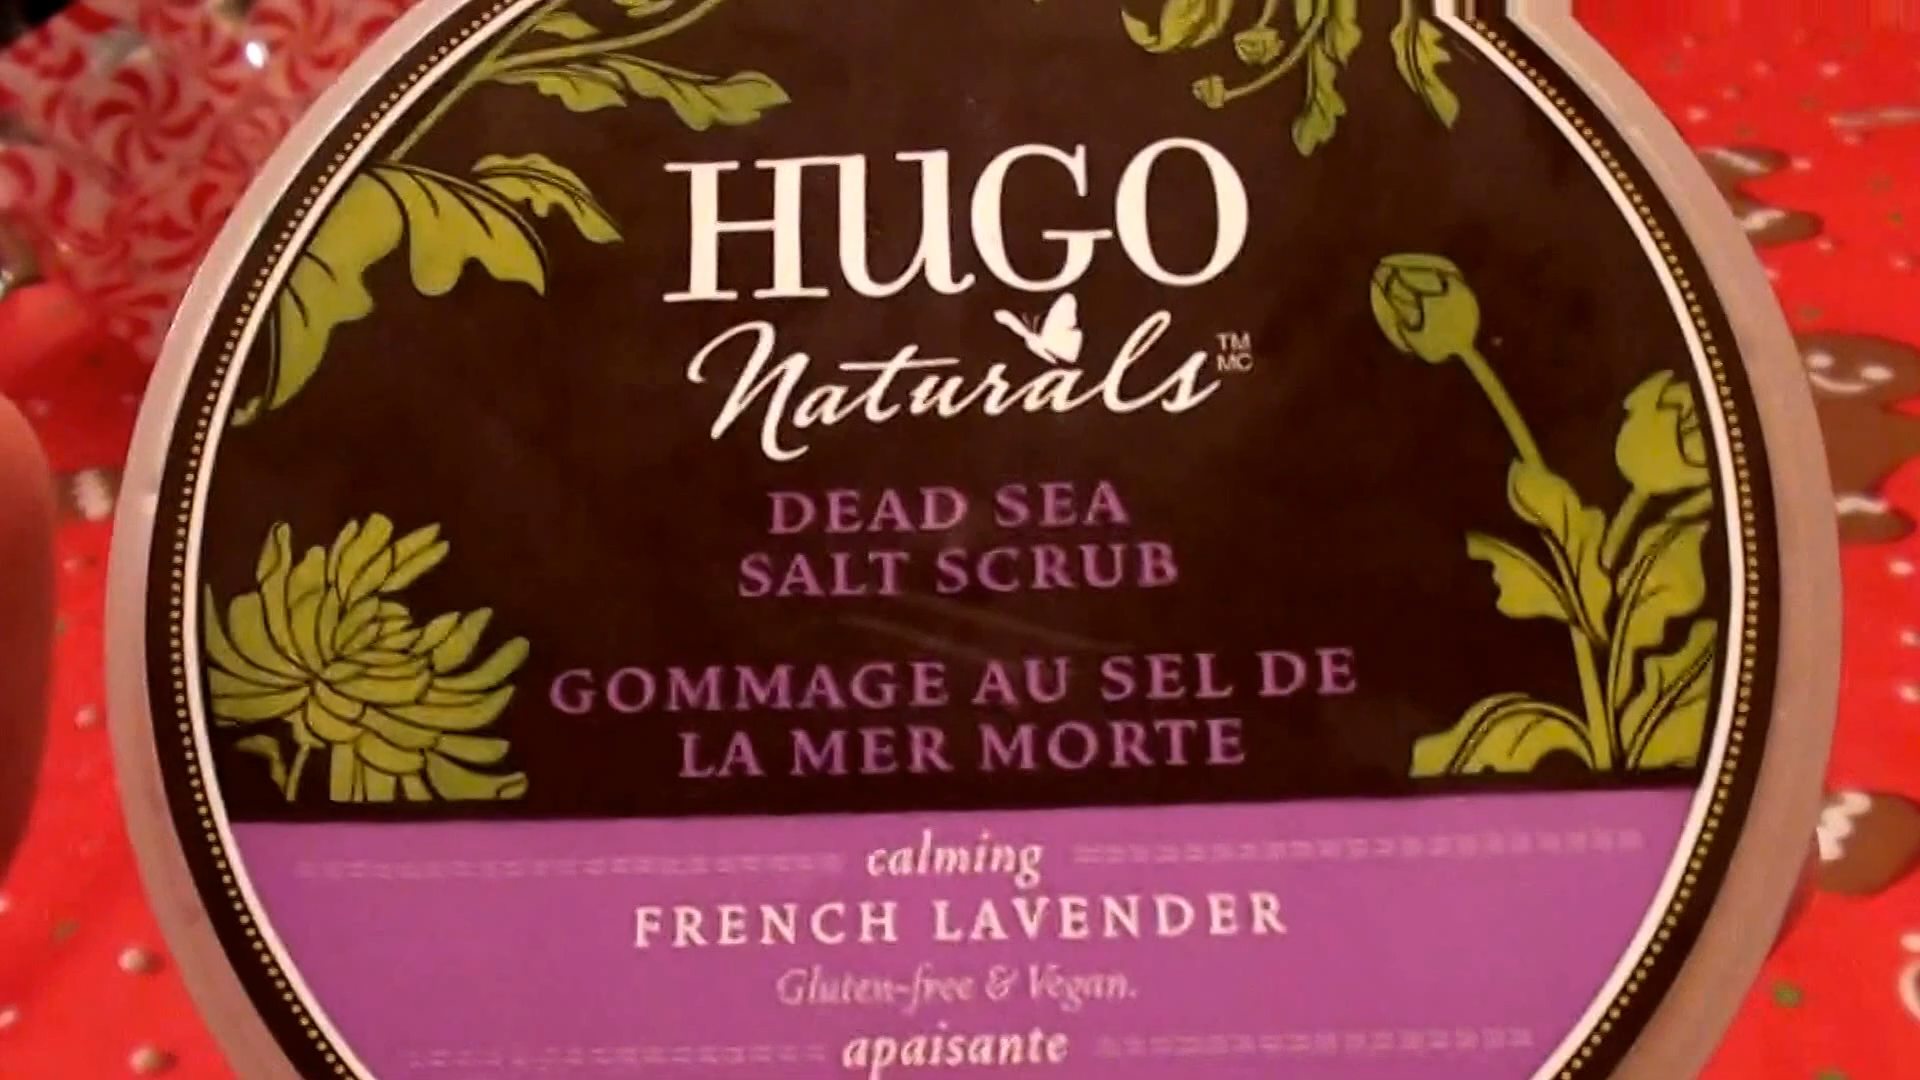 HUGO
Naturals TM MC
DEAD SEA
SALT SCRUB
GOMMAGE AU SEL DE
LA MER MORTE
calming
FRENCH LAVENDER
Gluten-free & Vegan.
apaisante